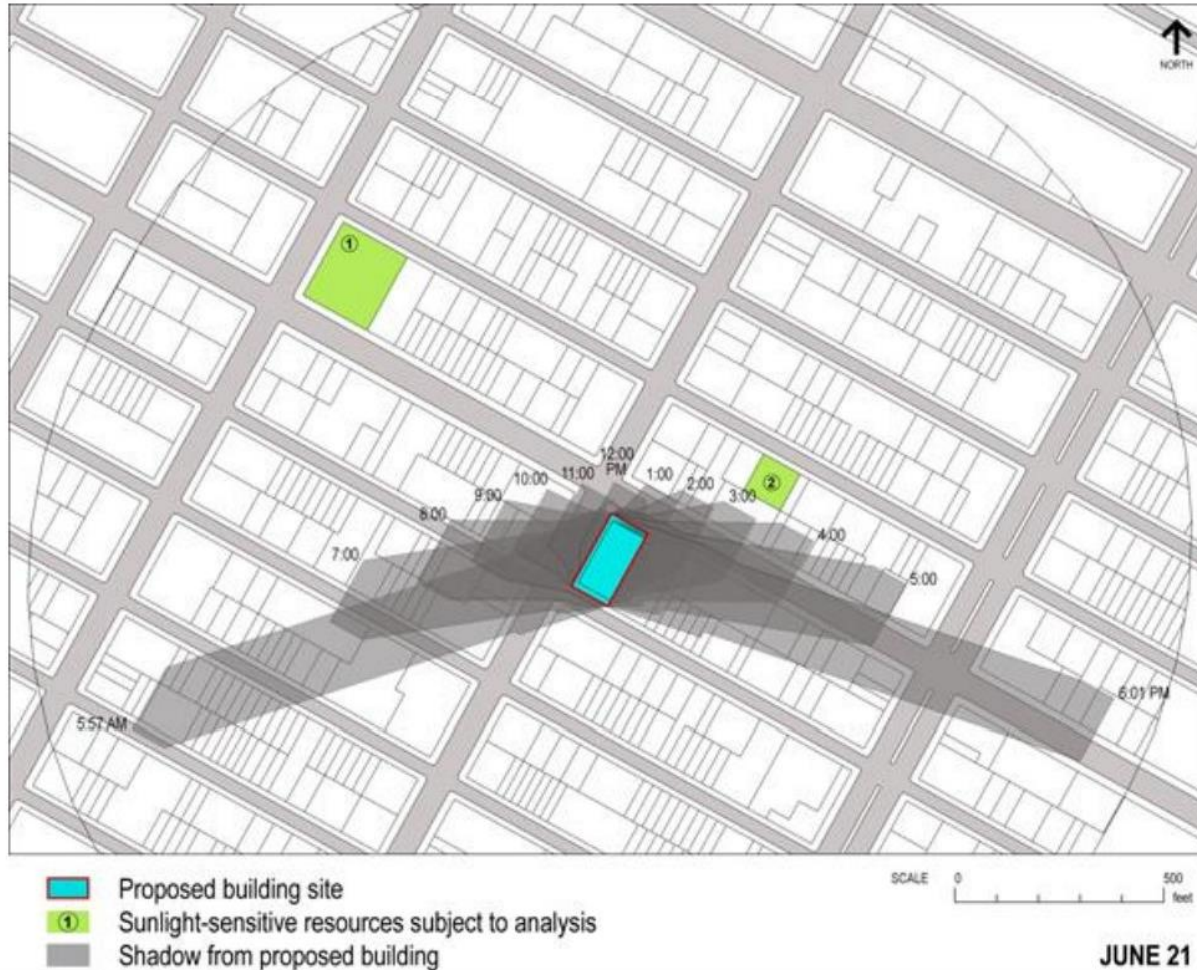 NORTH
①
12:00
PM
11:00
1:00
10:00
2:00
9:00
3:00
②
8:00
4:00
7:00
5:00
6:01 PM
5:57 AM
Proposed building site
① Sunlight-sensitive resources subject to analysis
Shadow from proposed building
SCALE 0 500
feet
JUNE 21